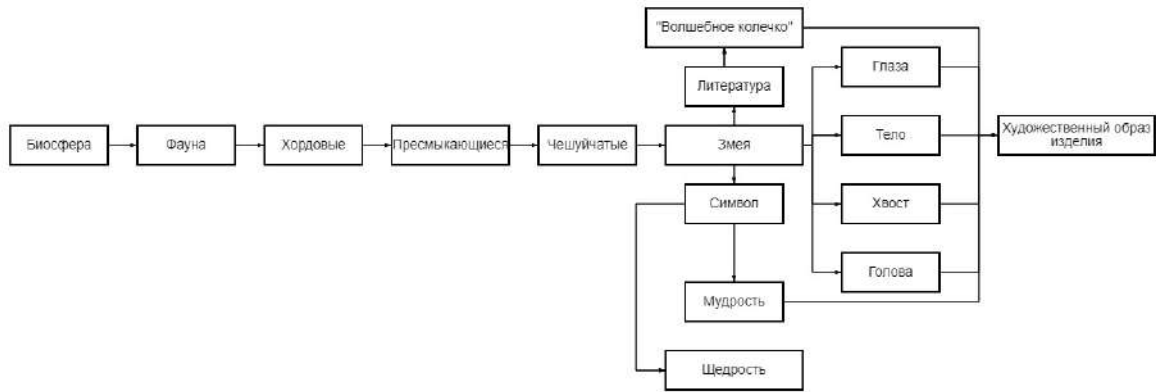 "Волшебное колечко"
Глаза
Литература
Биосфера
Фауна
Хордовые
Пресмыкающиеся
Чешуйчатые
Змея
Тело
Художественный образ
изделия
Символ
Хвост
Голова
Мудрость
Щедрость